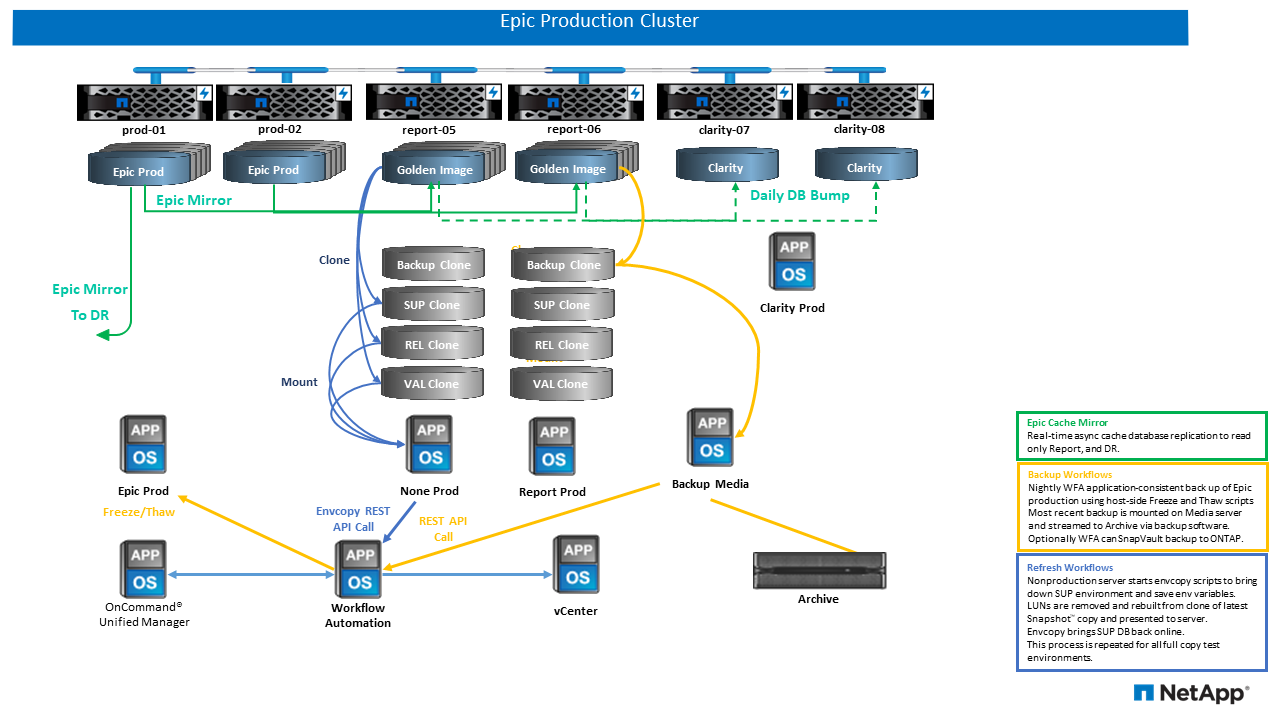 Epic Production Cluster
prod-01
prod-02
report-05
report-06
clarity-07
clarity-08
Epic Prod
Epic Prod
Golden Image
Golden Image
Clarity
Clarity
Epic Mirror
Daily DB Bump
Clone
Backup Clone
Backup Clone
APP
OS
Clarity Prod
Epic Mirror
To DR
SUP Clone
SUP Clone
REL Clone
REL Clone
Mount
VAL Clone
VAL Clone
APP
OS
Epic Prod
APP
OS
None Prod
APP
OS
Report Prod
APP
OS
Backup Media
Freeze/Thaw
Envcopy REST
API Call
REST API
Call
APP
OS
OnCommand®
Unified Manager
APP
OS
Workflow
Automation
APP
OS
vCenter
Archive
Epic Cache Mirror
Real-time async cache database replication to read
only Report, and DR.
Backup Workflows
Nightly WFA application-consistent back up of Epic
production using host-side Freeze and Thaw scripts
Most recent backup is mounted on Media server
and streamed to Archive via backup software.
Optionally WFA can SnapVault backup to ONTAP.
Refresh Workflows
Nonproduction server starts envcopy scripts to bring
down SUP environment and save env variables.
LUNs are removed and rebuilt from clone of latest
Snapshot™ copy and presented to server.
Envcopy brings SUP DB back online.
This process is repeated for all full copy test
environments.
NetApp®